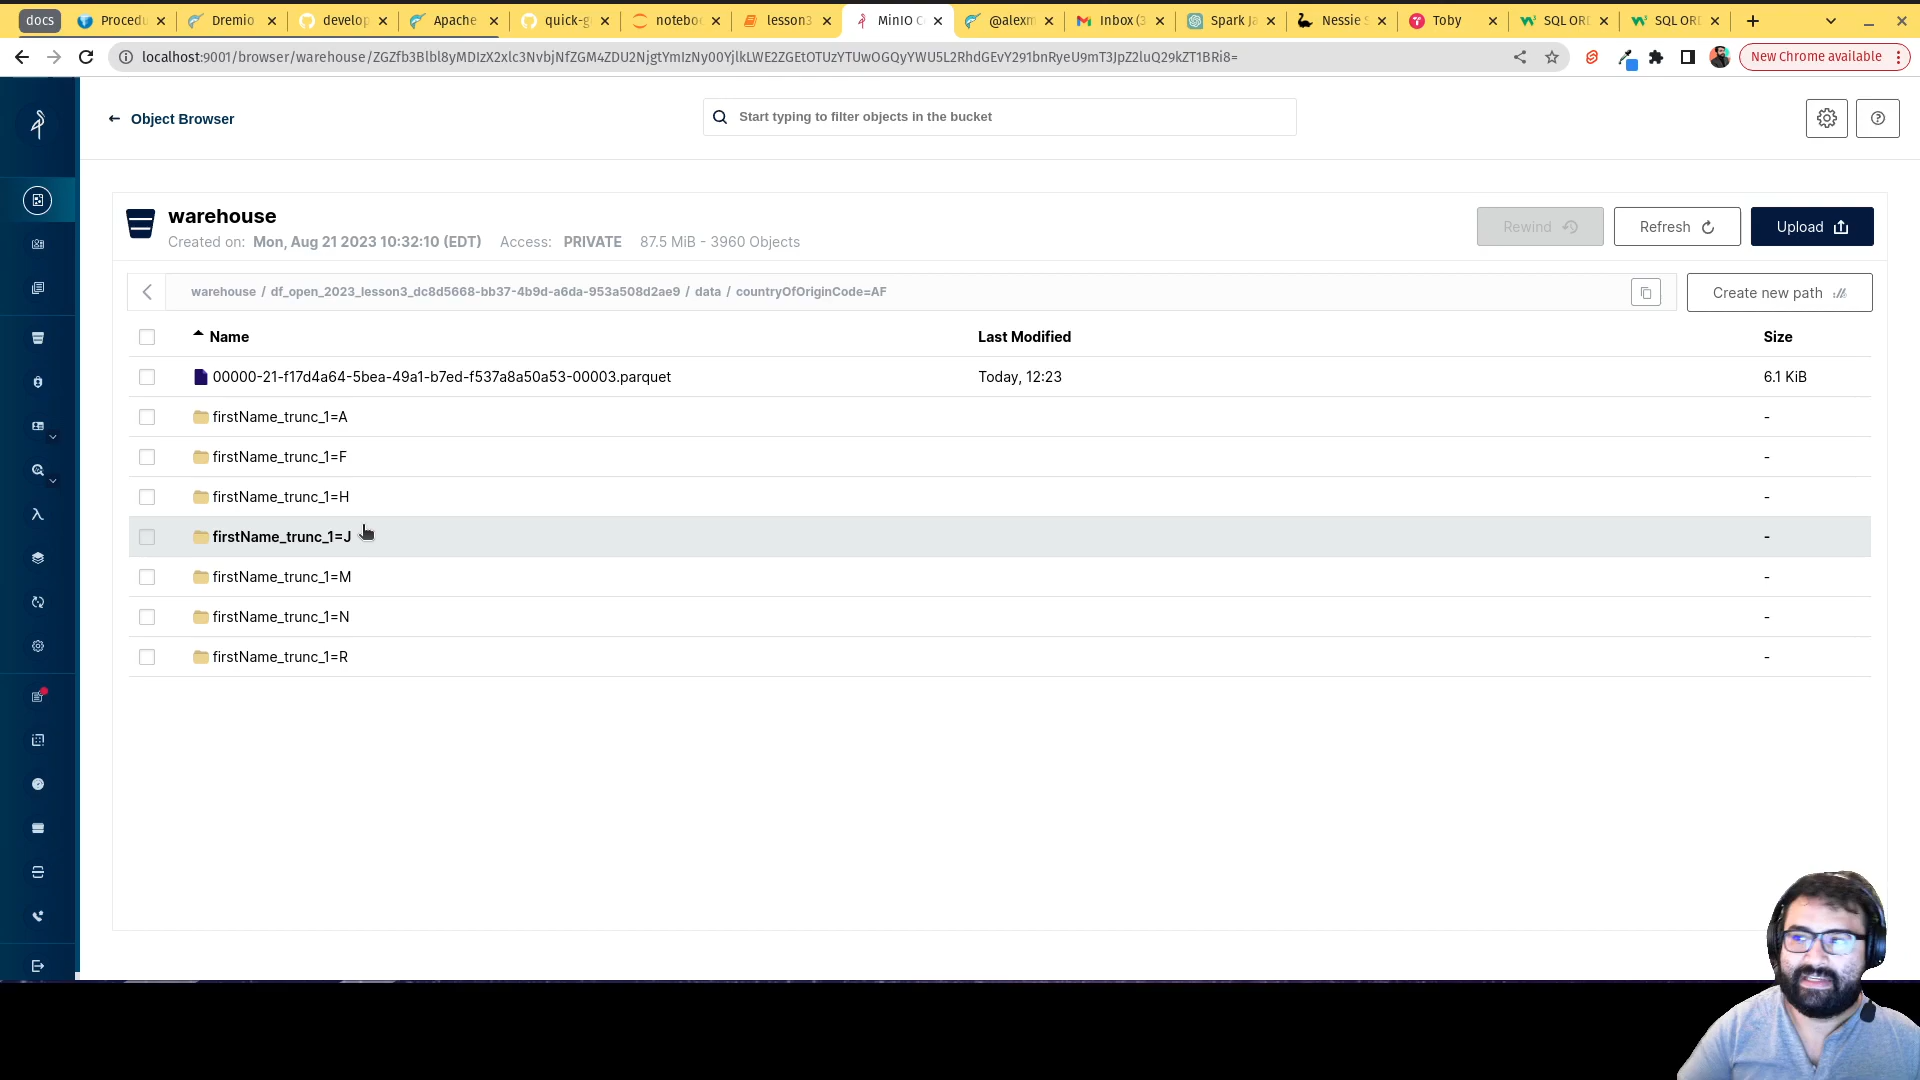 docs Procedu Dremio develop Apache quick-g notebo lesson3 MinIO C @alexm Inbox (3 Spark Ja Nessie S Toby SQL ORD SQL ORD
localhost:9001/browser/warehouse/ZGZfb3Blbl8yMDIzX2xlc3NvbjNfZGM4ZDU2NjgtYmIzNy00YjlkLWE2ZGEtOTUzYTUwOGQyYWU5L2RhdGEvY291bnRyeU9mT3JpZ2luQ29kZT1BRi8=
New Chrome available
Object Browser
Start typing to filter objects in the bucket
warehouse
Created on: Mon, Aug 21 2023 10:32:10 (EDT) Access: PRIVATE 87.5 MiB - 3960 Objects
Rewind Refresh Upload
warehouse / df_open_2023_lesson3_dc8d5668-bb37-4b9d-a6da-953a508d2ae9 / data / countryOfOriginCode=AF
Create new path
Name Last Modified Size
00000-21-f17d4a64-5bea-49a1-b7ed-f537a8a50a53-00003.parquet Today, 12:23 6.1 KiB
firstName_trunc_1=A -
firstName_trunc_1=F -
firstName_trunc_1=H -
firstName_trunc_1=J -
firstName_trunc_1=M -
firstName_trunc_1=N -
firstName_trunc_1=R -